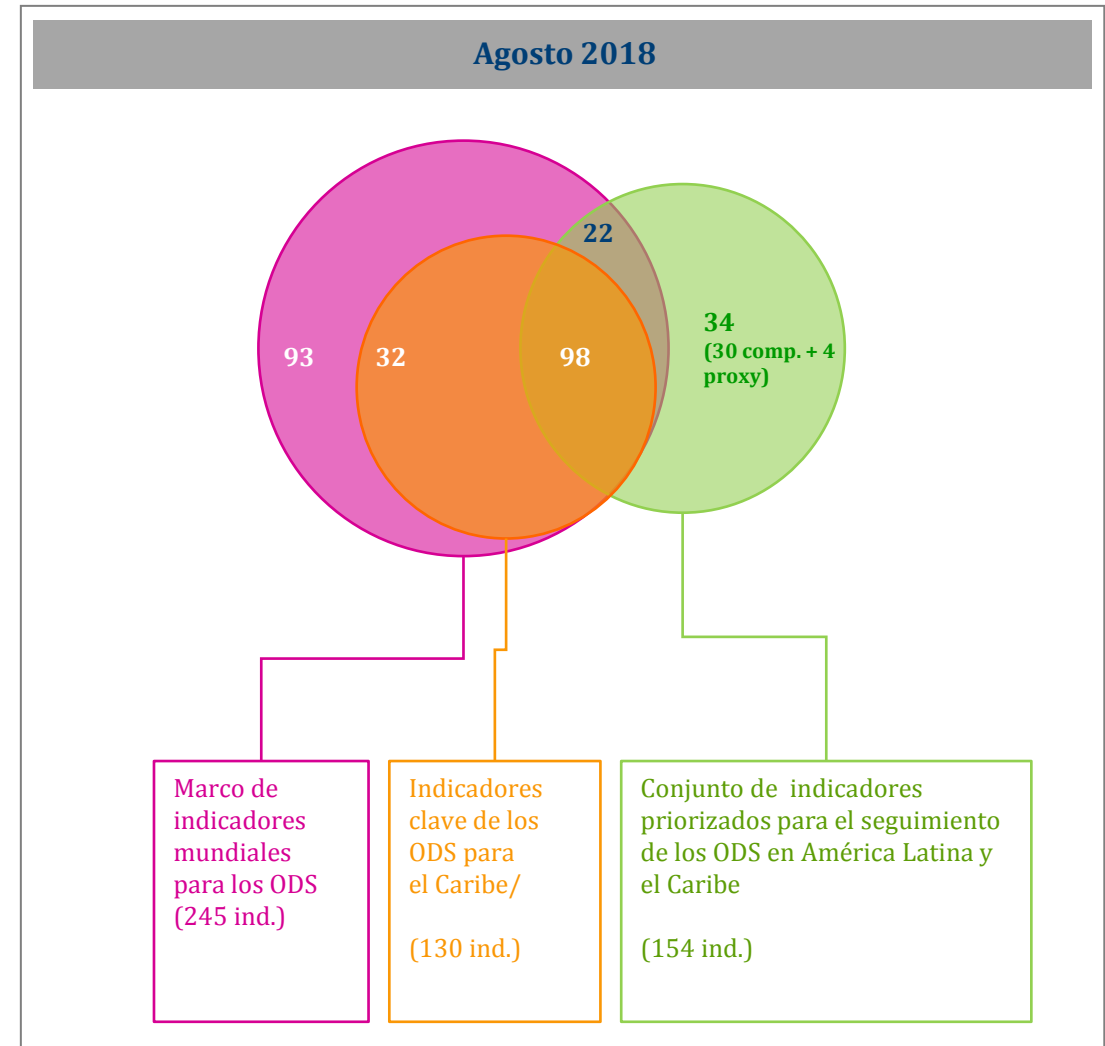 Agosto 2018
22
93
32
98
34
(30 comp. + 4
proxy)
Marco de
indicadores
mundiales
para los ODS
(245 ind.)
Indicadores
clave de los
ODS para
el Caribe/
(130 ind.)
Conjunto de indicadores
priorizados para el seguimiento
de los ODS en América Latina y
el Caribe
(154 ind.)